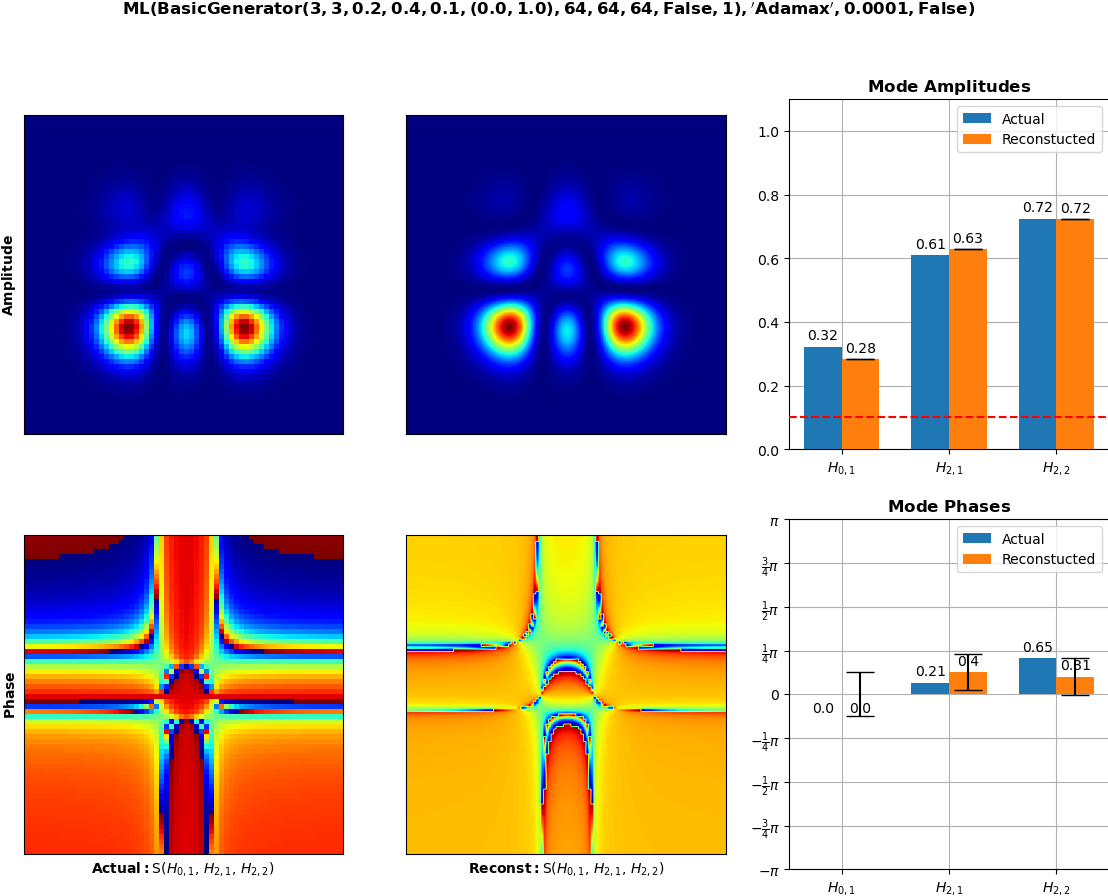 ML(BasicGenerator(3, 3, 0.2, 0.4, 0.1, (0.0, 1.0), 64, 64, 64, False, 1), ′Adamax′, 0.0001, False)
Mode Amplitudes
Actual
Reconstucted
1.0
0.8
0.6
0.4
0.2
0.0
0.32
0.28
0.61
0.63
0.72
0.72
H0,1
H2,1
H2,2
Amplitude
Mode Phases
Actual
Reconstucted
π
3/4π
1/2π
1/4π
0
−1/4π
−1/2π
−3/4π
−π
0.0
0.0
0.21
0.4
0.65
0.31
H0,1
H2,1
H2,2
Phase
Actual: S(H0,1, H2,1, H2,2)
Reconst: S(H0,1, H2,1, H2,2)